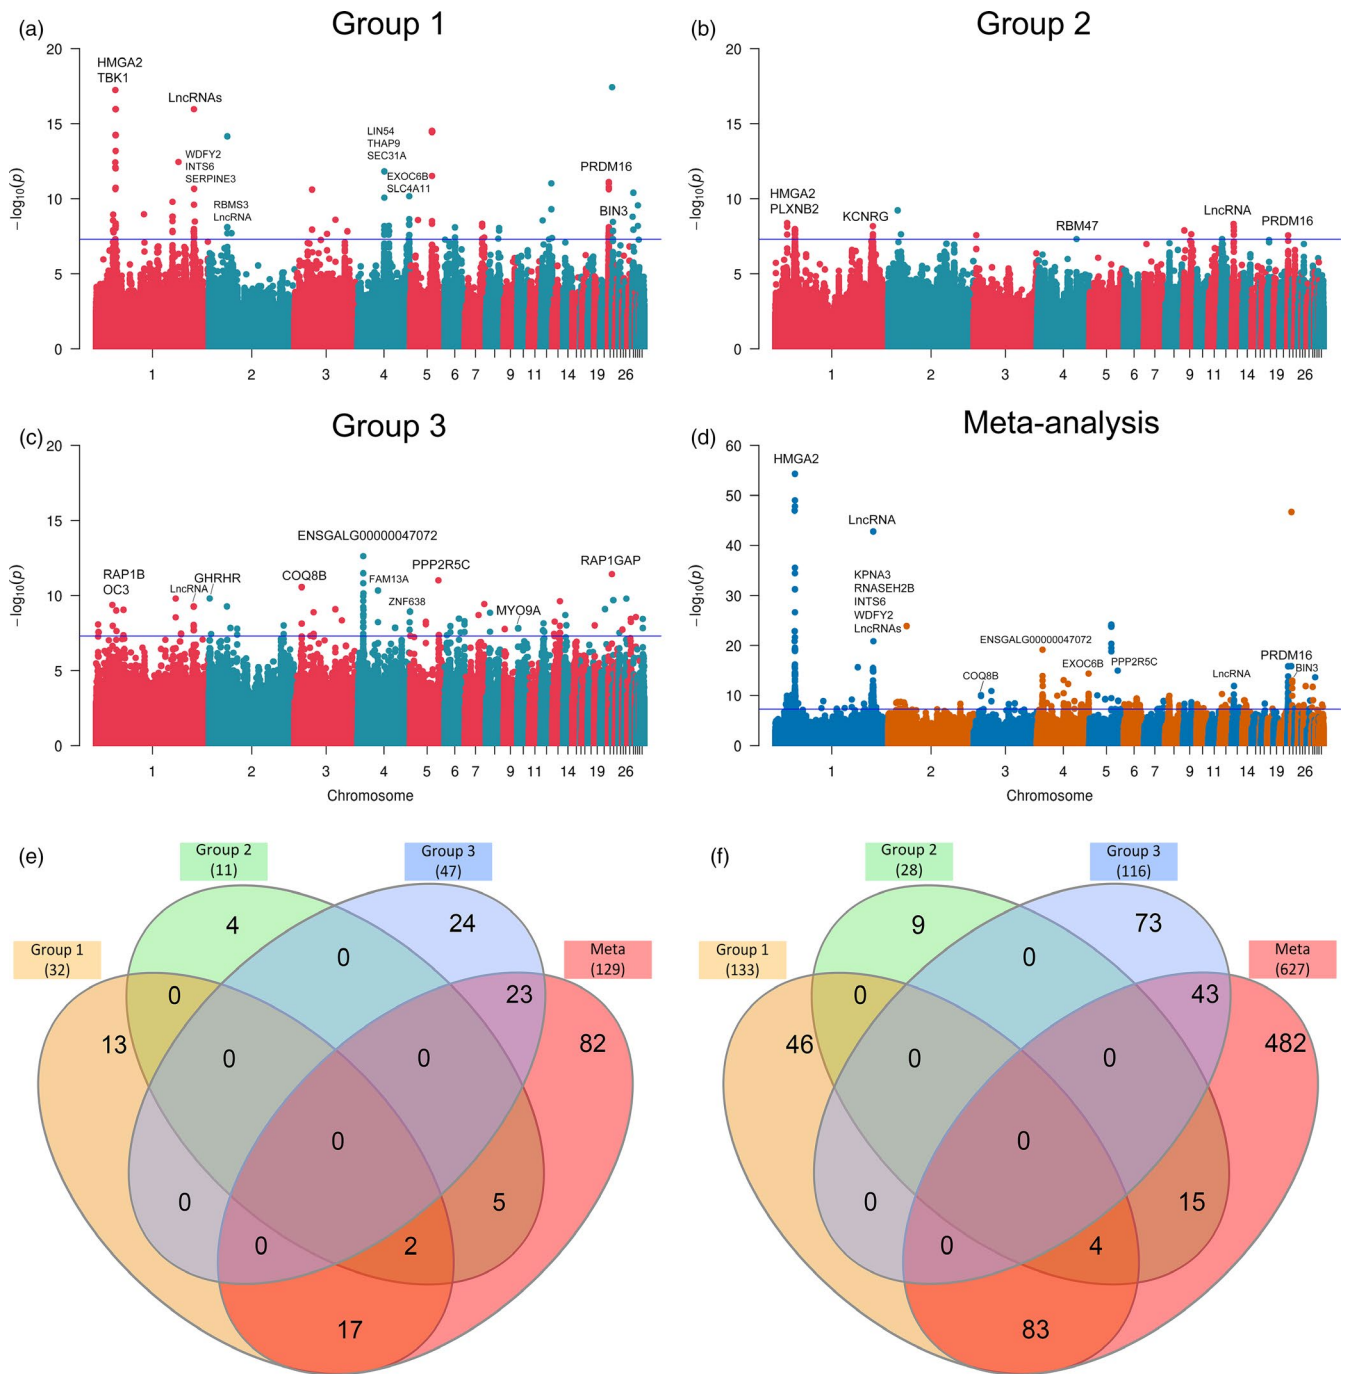 (a)
Group 1
20
15
10
5
0
−log10(p)
HMGA2
TBK1
LncRNAs
WDFY2
INTS6
SERPINE3
RBMS3
LncRNA
LIN54
THAP9
SEC31A
EXOC6B
SLC4A11
PRDM16
BIN3
1 2 3 4 5 6 7 9 11 14 19 26
(b)
Group 2
20
15
10
5
0
−log10(p)
HMGA2
PLXNB2
KCNRG
RBM47
LncRNA
PRDM16
1 2 3 4 5 6 7 9 11 14 19 26
(c)
Group 3
20
15
10
5
0
−log10(p)
RAP1B
OC3
LncRNA
GHRHR
COQ8B
ENSGALG00000047072
FAM13A
ZNF638
PPP2R5C
MYO9A
RAP1GAP
1 2 3 4 5 6 7 9 11 14 19 26
Chromosome
(d)
Meta-analysis
60
50
40
30
20
10
0
−log10(p)
HMGA2
LncRNA
KPNA3
RNASEH2B
INTS6
WDFY2
LncRNAs
COQ8B
ENSGALG00000047072
EXOC6B
PPP2R5C
LncRNA
PRDM16
BIN3
1 2 3 4 5 6 7 9 11 14 19 26
Chromosome
(e)
Group 2
(11)
Group 3
(47)
Group 1
(32)
Meta
(129)
4
24
0
0
23
13
0
0
82
0
0
5
0
2
17
(f)
Group 2
(28)
Group 3
(116)
Group 1
(133)
Meta
(627)
9
73
0
0
43
46
0
0
482
0
0
15
0
4
83